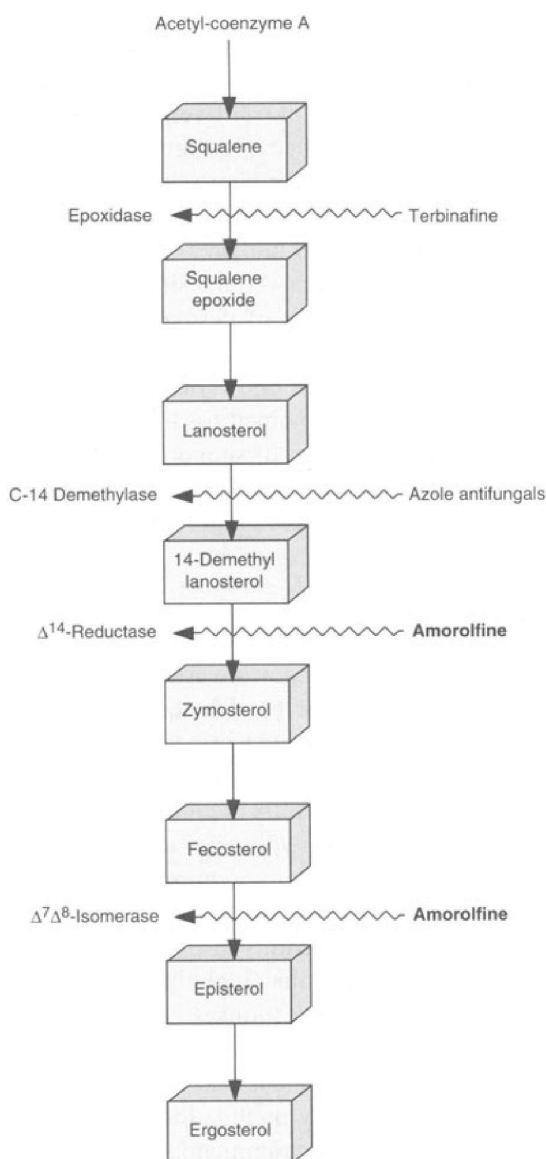 Acetyl-coenzyme A
Squalene
Epoxidase
Terbinafine
Squalene
epoxide
Lanosterol
C-14 Demethylase
Azole antifungals
14-Demethyl
lanosterol
Δ¹⁴-Reductase
Amorolfine
Zymosterol
Fecosterol
Δ⁷Δ⁸-Isomerase
Amorolfine
Episterol
Ergosterol